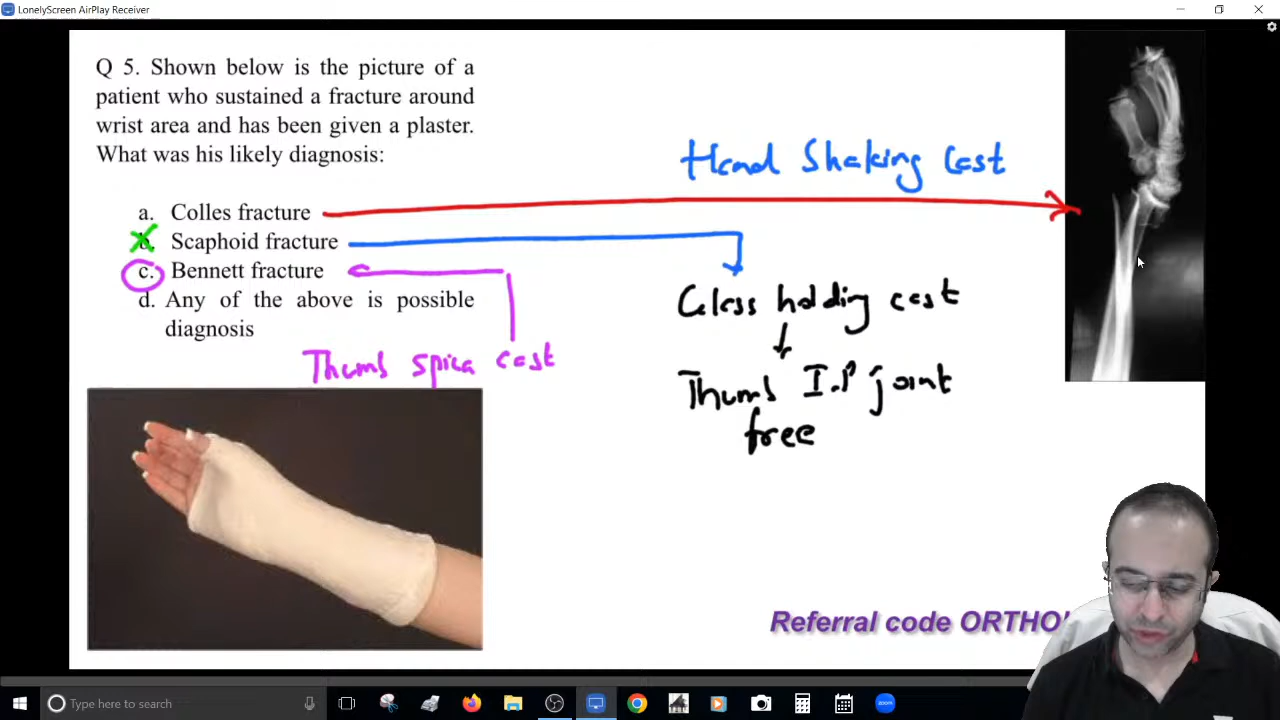 LonelyScreen AirPlay Receiver
Q 5. Shown below is the picture of a
patient who sustained a fracture around
wrist area and has been given a plaster.
What was his likely diagnosis:
a. Colles fracture
b. Scaphoid fracture
c. Bennett fracture
d. Any of the above is possible
diagnosis
Hand Shaking Cast
Glass holding cast
Thumb I.P joint
free
Thumb spica cast
Referral code ORTHO
Type here to search
zoom